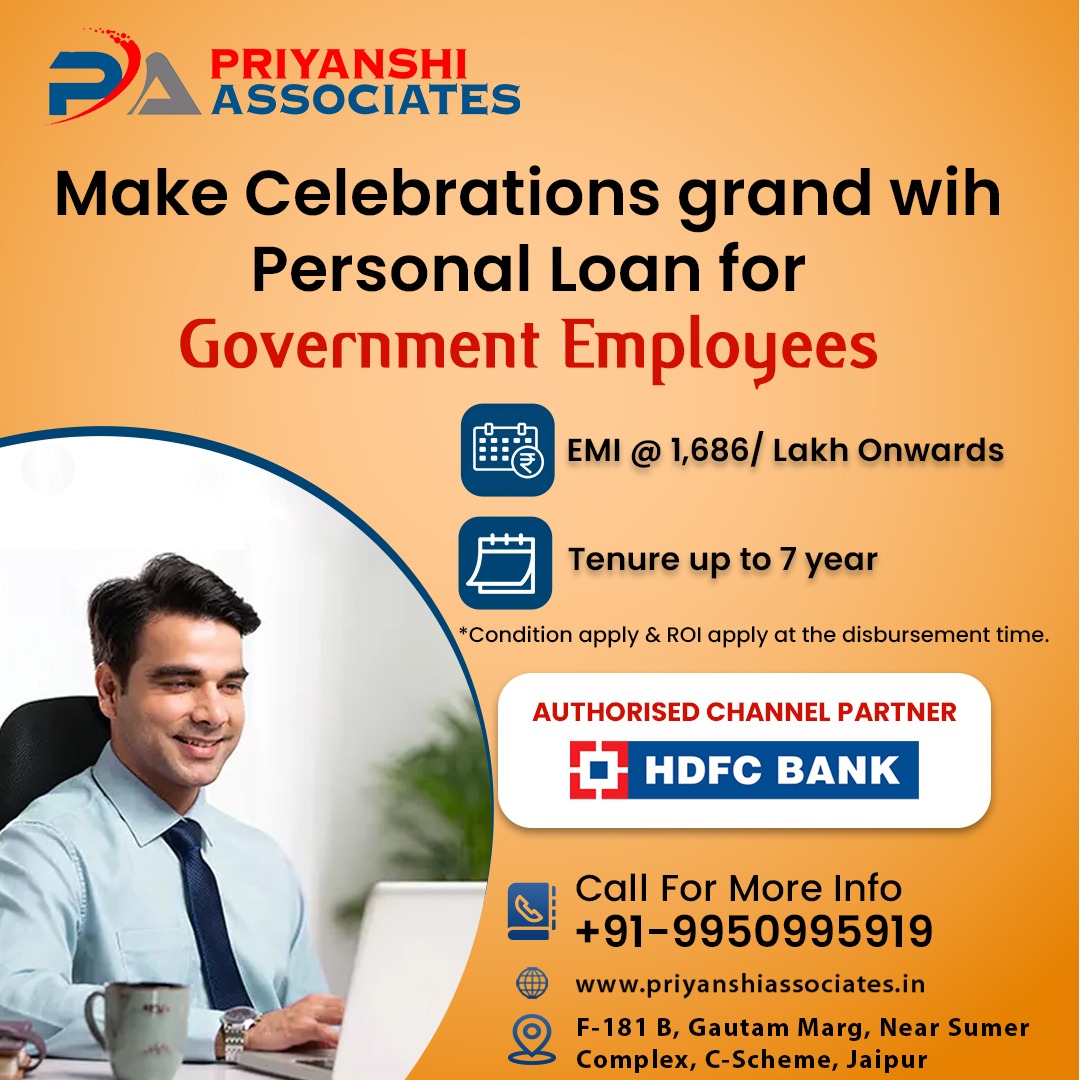 PRIYANSHI
ASSOCIATES
Make Celebrations grand wih
Personal Loan for
Government Employees
EMI @ 1,686/ Lakh Onwards
Tenure up to 7 year
*Condition apply & ROI apply at the disbursement time.
AUTHORISED CHANNEL PARTNER
HDFC BANK
Call For More Info
+91-9950995919
www.priyanshiassociates.in
F-181 B, Gautam Marg, Near Sumer
Complex, C-Scheme, Jaipur